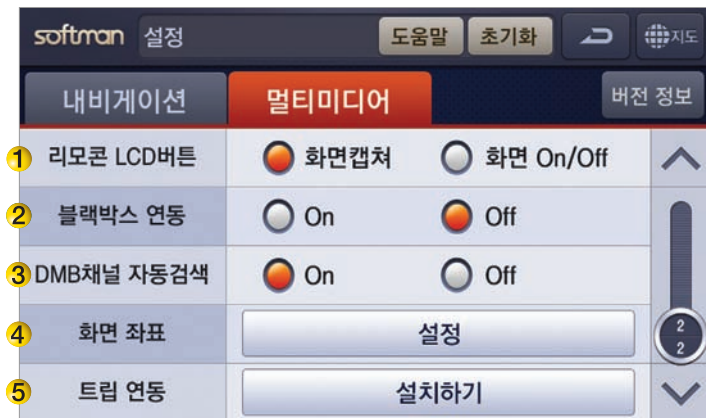 softman 설정 도움말 초기화 지도
내비게이션 멀티미디어 버전 정보
1 리모콘 LCD버튼 화면캡쳐 화면 On/Off
2 블랙박스 연동 On Off
3 DMB채널 자동검색 On Off
4 화면 좌표 설정
2
2
5 트립 연동 설치하기